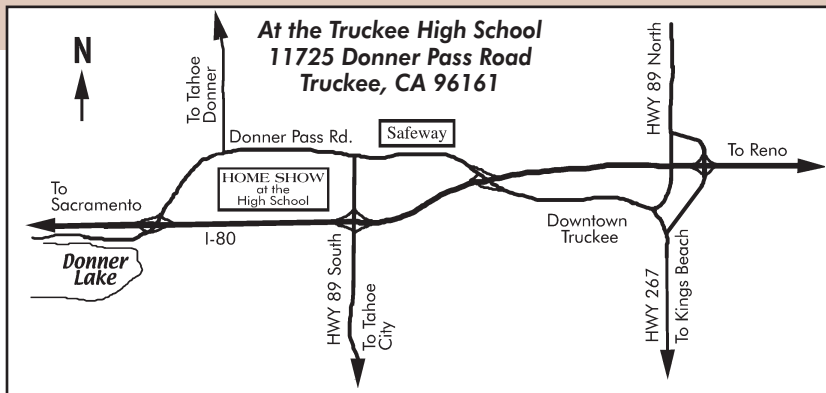 At the Truckee High School
11725 Donner Pass Road
Truckee, CA 96161
N
To Tahoe
Donner
Donner Pass Rd.
Safeway
HWY 89 North
To Reno
HOME SHOW
at the
High School
To
Sacramento
I-80
Donner
Lake
HWY 89 South
To Tahoe
City
Downtown
Truckee
HWY 267
To Kings Beach